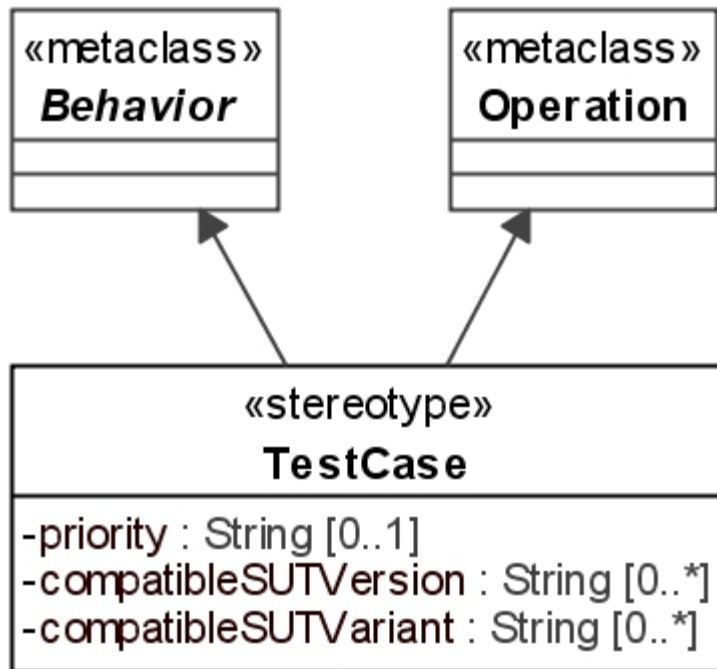 «metaclass»
Behavior
«metaclass»
Operation
«stereotype»
TestCase
-priority : String [0..1]
-compatibleSUTVersion : String [0..*]
-compatibleSUTVariant : String [0..*]